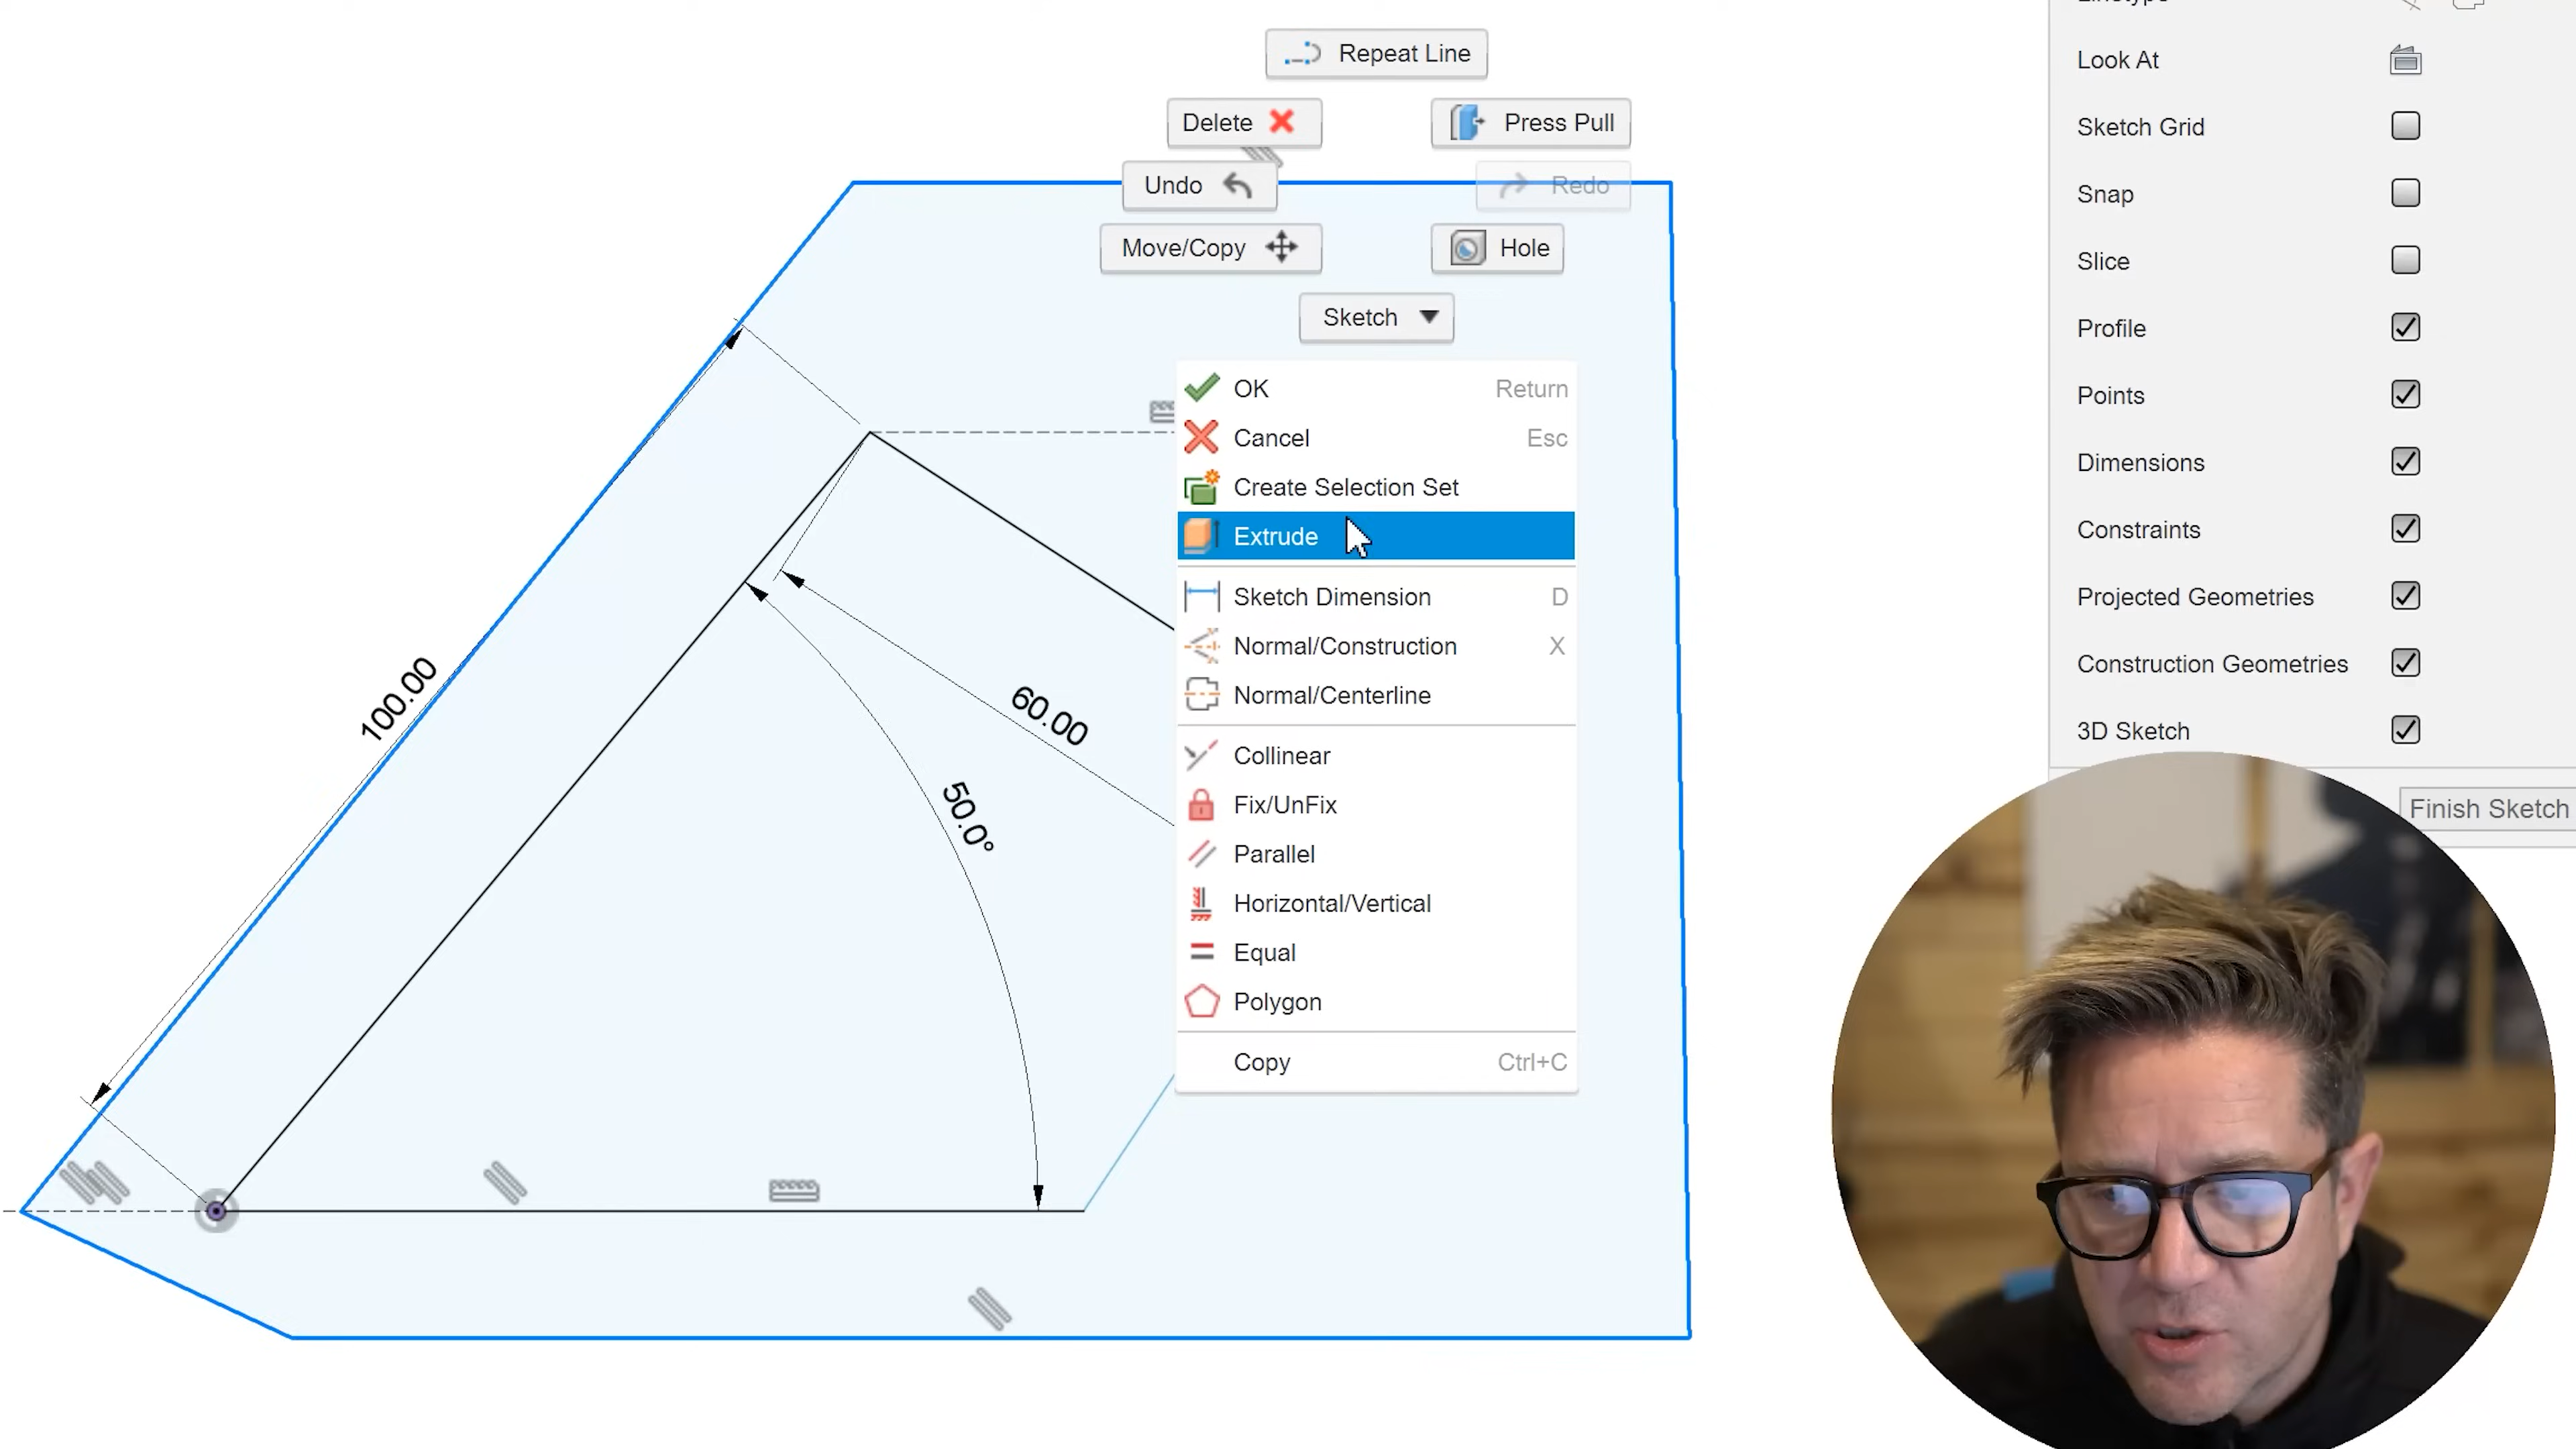 Repeat Line
Delete
Press Pull
Undo
Redo
Move/Copy
Hole
Sketch
OK Return
Cancel Esc
Create Selection Set
Extrude
Sketch Dimension D
Normal/Construction X
Normal/Centerline
Collinear
Fix/UnFix
Parallel
Horizontal/Vertical
Equal
Polygon
Copy Ctrl+C
100.00
60.00
50.0°
Look At
Sketch Grid
Snap
Slice
Profile
Points
Dimensions
Constraints
Projected Geometries
Construction Geometries
3D Sketch
Finish Sketch